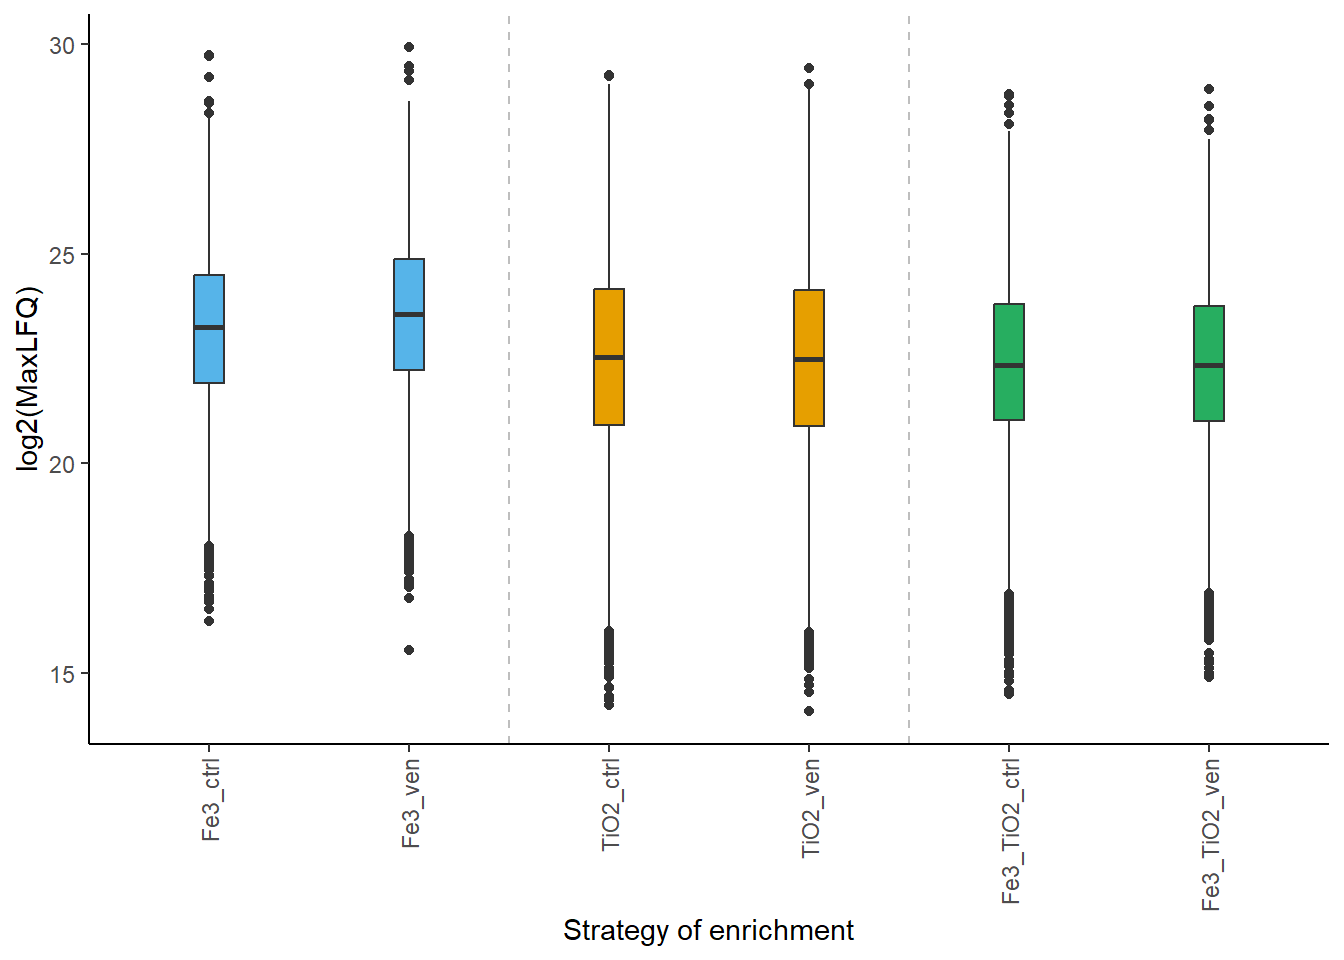 log2(MaxLFQ)
30
25
20
15
Fe3_ctrl
Fe3_ven
TiO2_ctrl
TiO2_ven
Fe3_TiO2_ctrl
Fe3_TiO2_ven
Strategy of enrichment